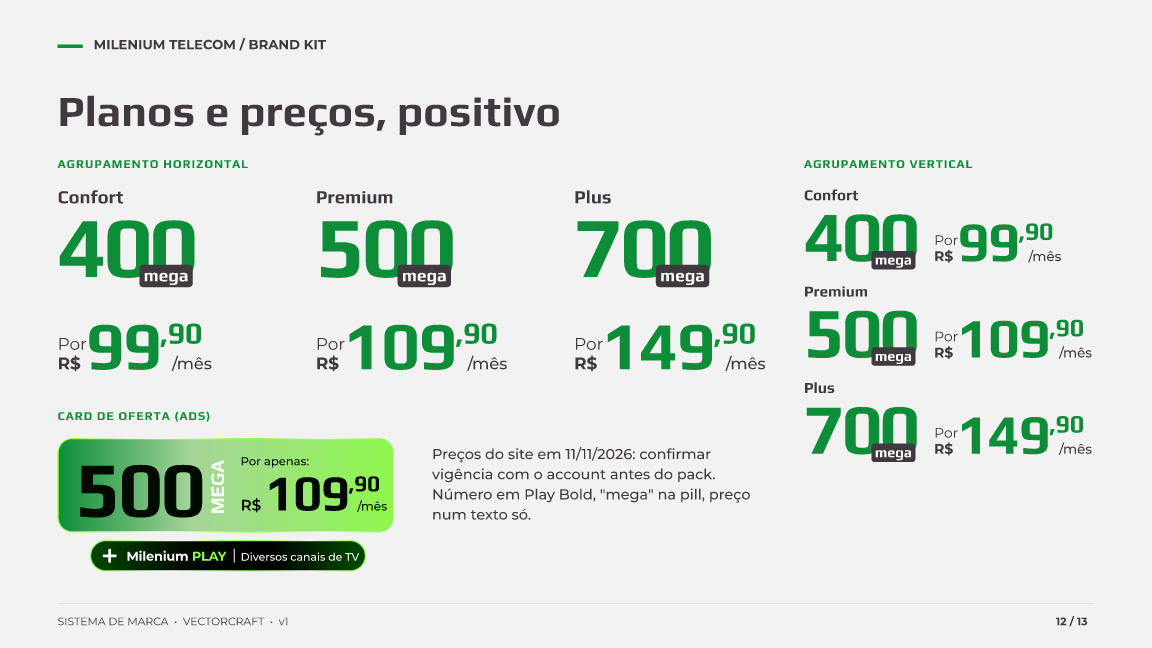 MILENIUM TELECOM / BRAND KIT
Planos e preços, positivo
AGRUPAMENTO HORIZONTAL
Confort
400
mega
Por
R$ 99,90
/mês
Premium
500
mega
Por
R$ 109,90
/mês
Plus
700
mega
Por
R$ 149,90
/mês
AGRUPAMENTO VERTICAL
Confort
400
mega
Por
R$ 99,90
/mês
Premium
500
mega
Por
R$ 109,90
/mês
Plus
700
mega
Por
R$ 149,90
/mês
CARD DE OFERTA (ADS)
500 MEGA
Por apenas:
R$ 109,90
/mês
+ Milenium PLAY | Diversos canais de TV
Preços do site em 11/11/2026: confirmar
vigência com o account antes do pack.
Número em Play Bold, "mega" na pill, preço
num texto só.
SISTEMA DE MARCA • VECTORCRAFT • v1
12 / 13